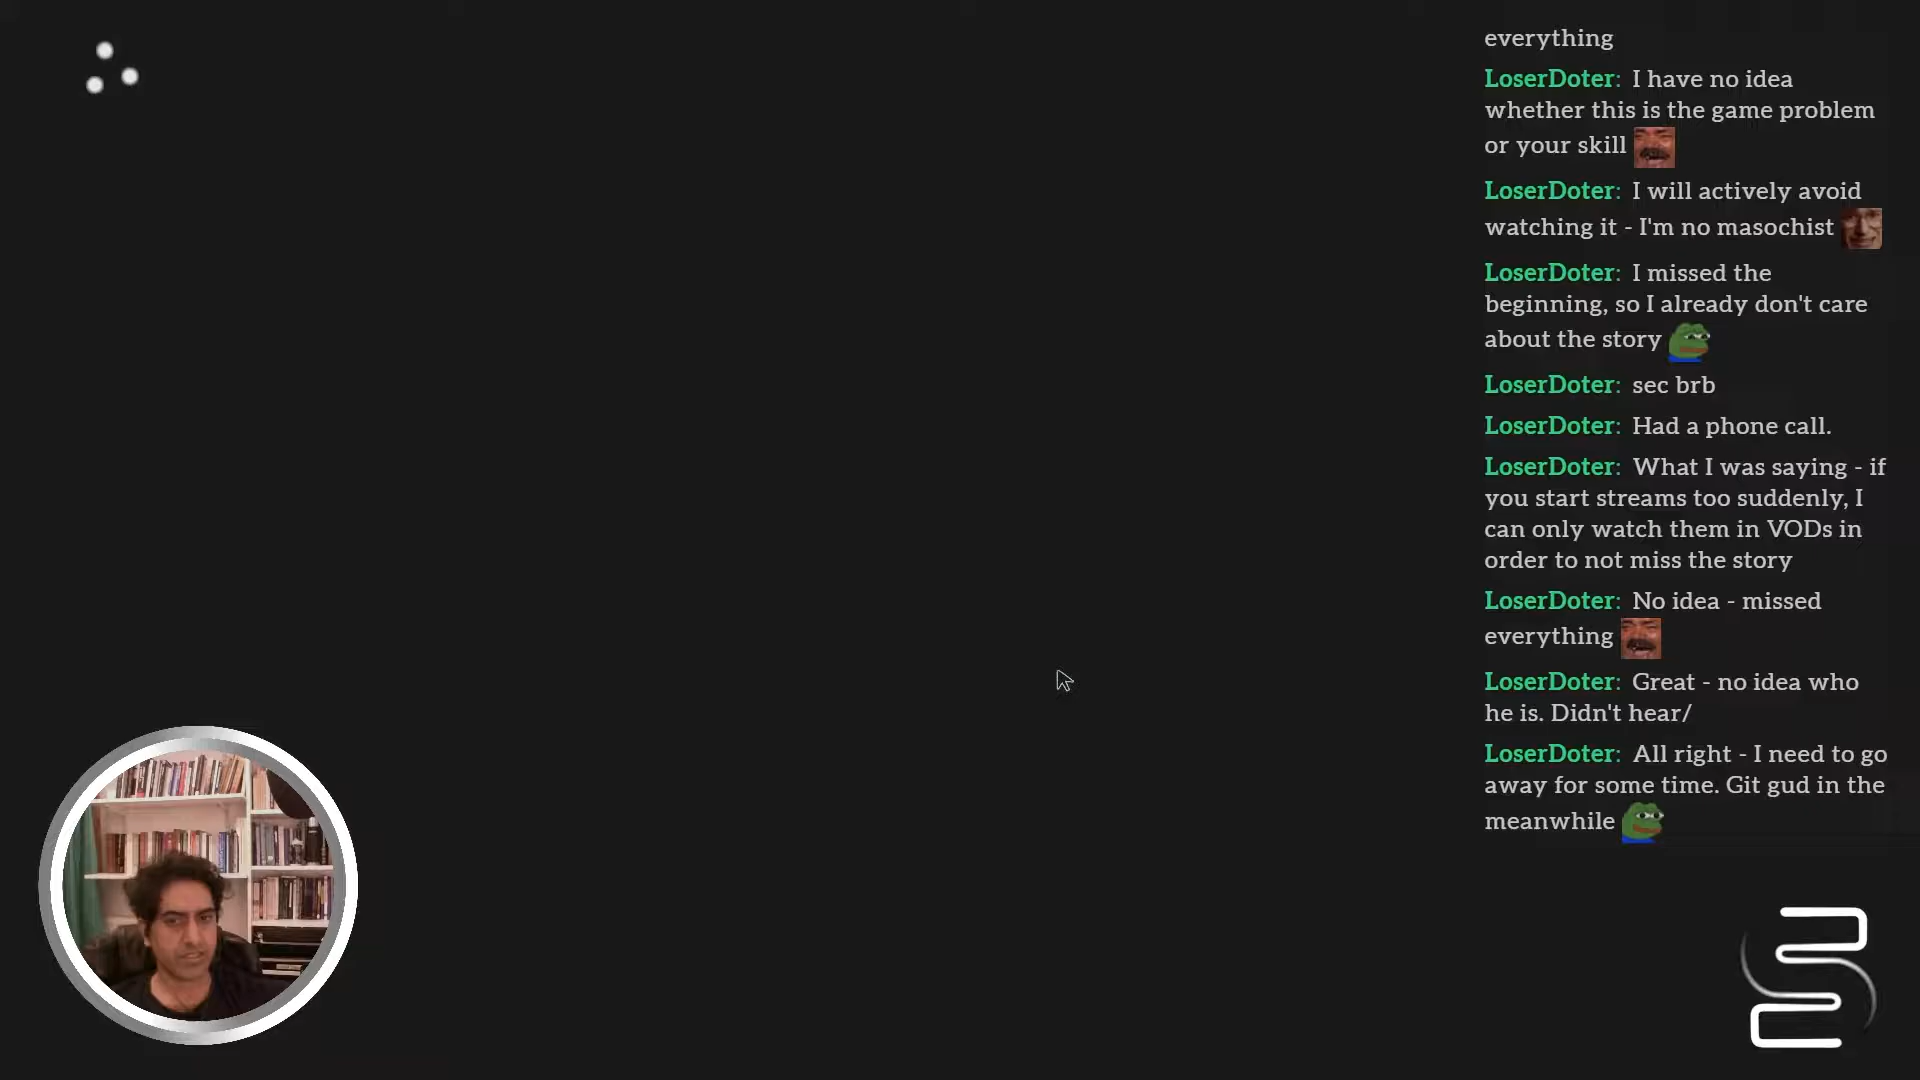 everything
LoserDoter: I have no idea
whether this is the game problem
or your skill
LoserDoter: I will actively avoid
watching it - I'm no masochist
LoserDoter: I missed the
beginning, so I already don't care
about the story
LoserDoter: sec brb
LoserDoter: Had a phone call.
LoserDoter: What I was saying - if
you start streams too suddenly, I
can only watch them in VODs in
order to not miss the story
LoserDoter: No idea - missed
everything
LoserDoter: Great - no idea who
he is. Didn't hear/
LoserDoter: All right - I need to go
away for some time. Git gud in the
meanwhile